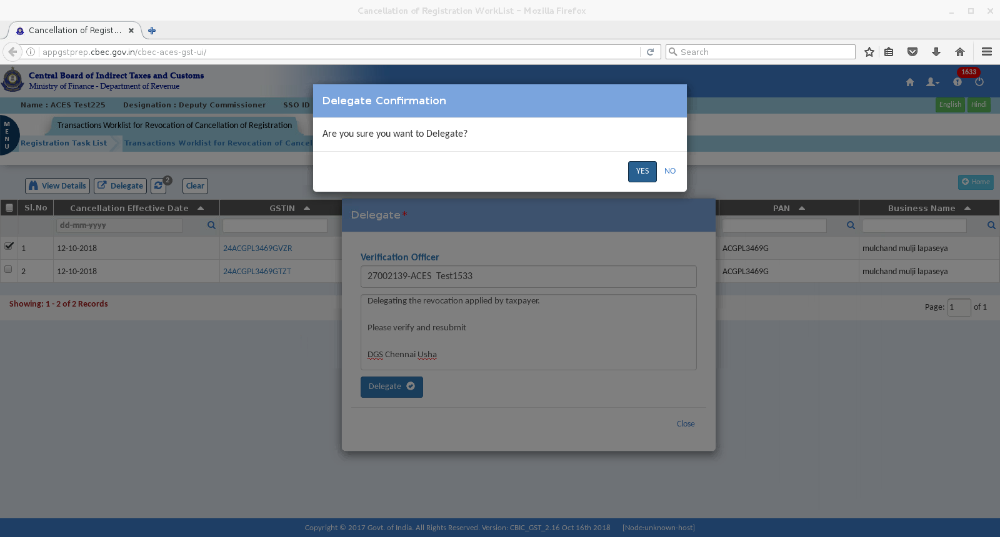 Cancellation of Registration WorkList - Mozilla Firefox
Cancellation of Regist...
appgstprep.cbec.gov.in/cbec-aces-gst-ui/
Search
Central Board of Indirect Taxes and Customs
Ministry of Finance - Department of Revenue
1633
Name : ACES Test225 Designation : Deputy Commissioner SSO ID
English Hindi
MENU
Transactions Worklist for Revocation of Cancellation of Registration
Registration Task List Transactions Worklist for Revocation of Cancel
Delegate Confirmation
Are you sure you want to Delegate?
YES NO
View Details Delegate 2 Clear
Home
Sl.No Cancellation Effective Date GSTIN PAN Business Name
dd-mm-yyyy
1 12-10-2018 24ACGPL3469GVZR ACGPL3469G mulchand mulji lapaseya
2 12-10-2018 24ACGPL3469GTZT ACGPL3469G mulchand mulji lapaseya
Showing: 1 - 2 of 2 Records
Page: 1 of 1
Delegate*
Verification Officer
27002139-ACES Test1533
Delegating the revocation applied by taxpayer.
Please verify and resubmit
DGS Chennai Usha
Delegate
Close
Copyright © 2017 Govt. of India. All Rights Reserved. Version: CBIC_GST_2.16 Oct 16th 2018 [Node:unknown-host]